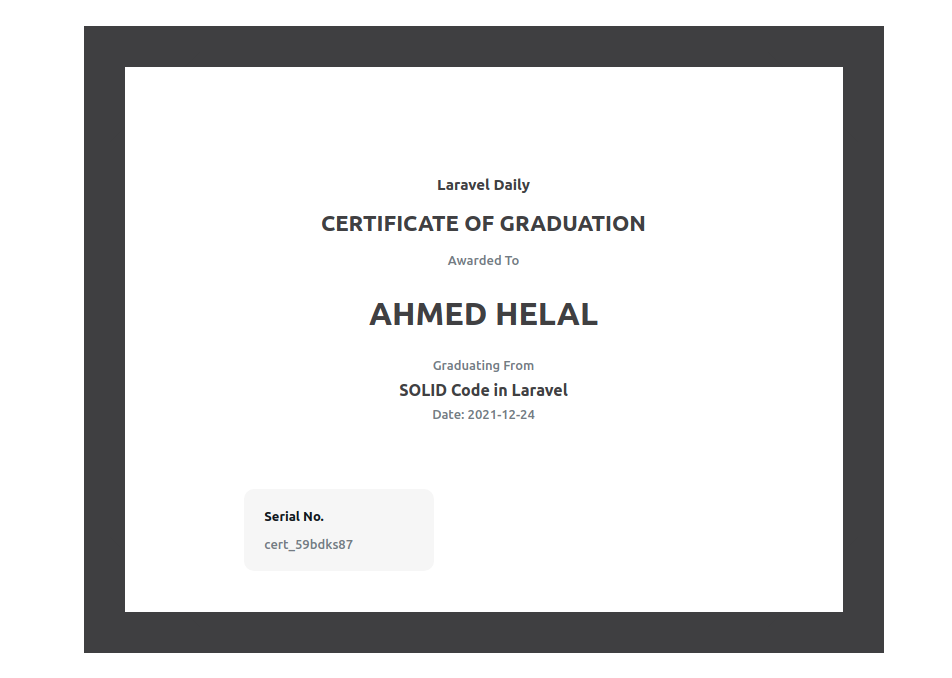 Laravel Daily
CERTIFICATE OF GRADUATION
Awarded To
AHMED HELAL
Graduating From
SOLID Code in Laravel
Date: 2021-12-24
Serial No.
cert_59bdks87